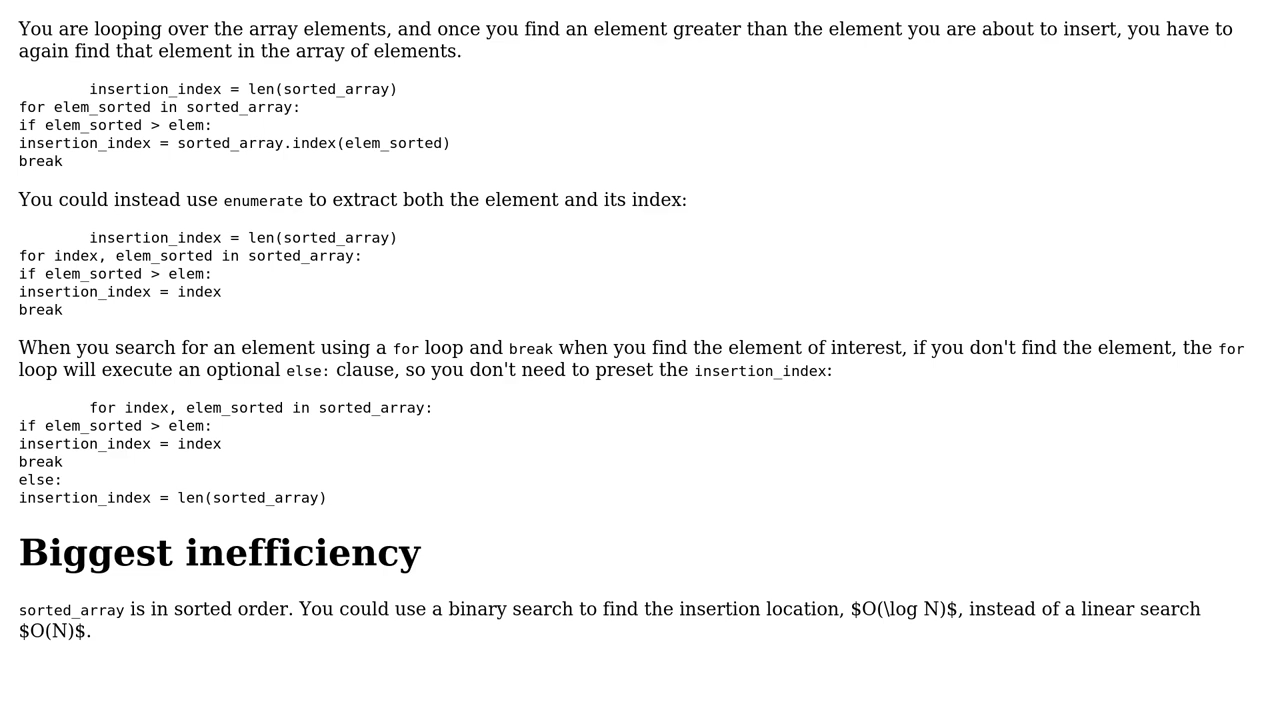 You are looping over the array elements, and once you find an element greater than the element you are about to insert, you have to
again find that element in the array of elements.
insertion_index = len(sorted_array)
for elem_sorted in sorted_array:
if elem_sorted > elem:
insertion_index = sorted_array.index(elem_sorted)
break
You could instead use enumerate to extract both the element and its index:
insertion_index = len(sorted_array)
for index, elem_sorted in sorted_array:
if elem_sorted > elem:
insertion_index = index
break
When you search for an element using a for loop and break when you find the element of interest, if you don't find the element, the for
loop will execute an optional else: clause, so you don't need to preset the insertion_index:
for index, elem_sorted in sorted_array:
if elem_sorted > elem:
insertion_index = index
break
else:
insertion_index = len(sorted_array)
Biggest inefficiency
sorted_array is in sorted order. You could use a binary search to find the insertion location, $O(\log N)$, instead of a linear search
$O(N)$.